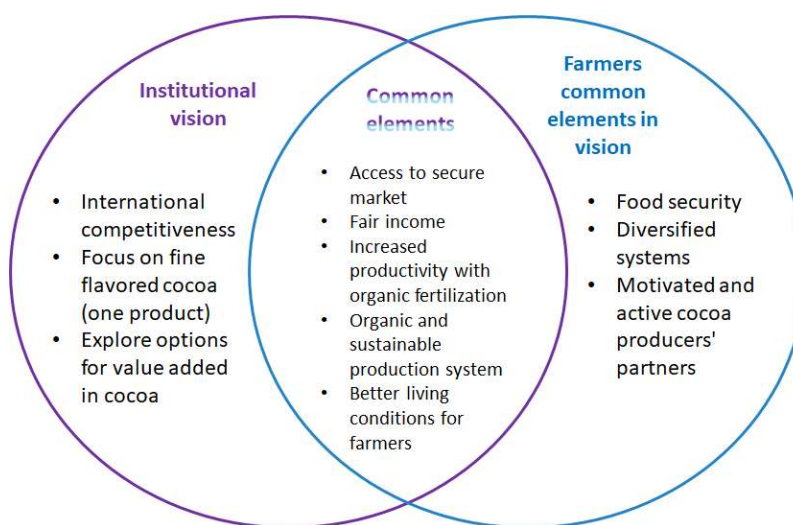 Institutional
vision
• International
competitiveness
• Focus on fine
flavored cocoa
(one product)
• Explore options
for value added
in cocoa
Common
elements
• Access to secure
market
• Fair income
• Increased
productivity with
organic fertilization
• Organic and
sustainable
production system
• Better living
conditions for
farmers
Farmers
common
elements in
vision
• Food security
• Diversified
systems
• Motivated and
active cocoa
producers'
partners